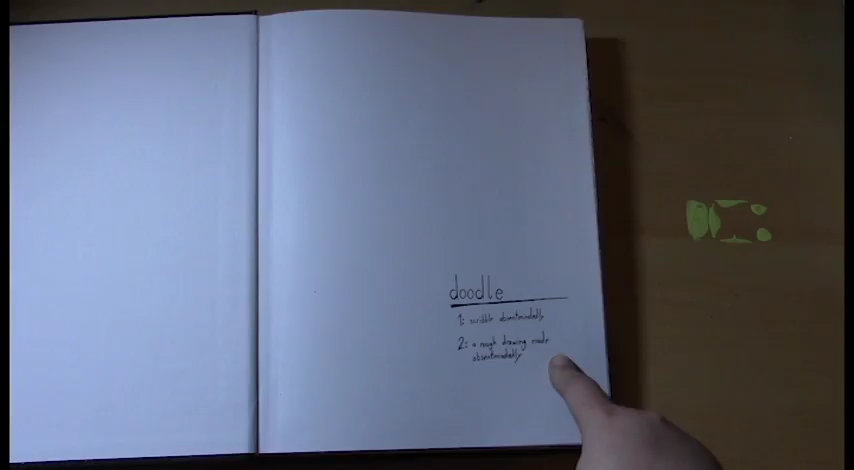 doodle
1: scribble absentmindedly
2: a rough drawing made
absentmindedly